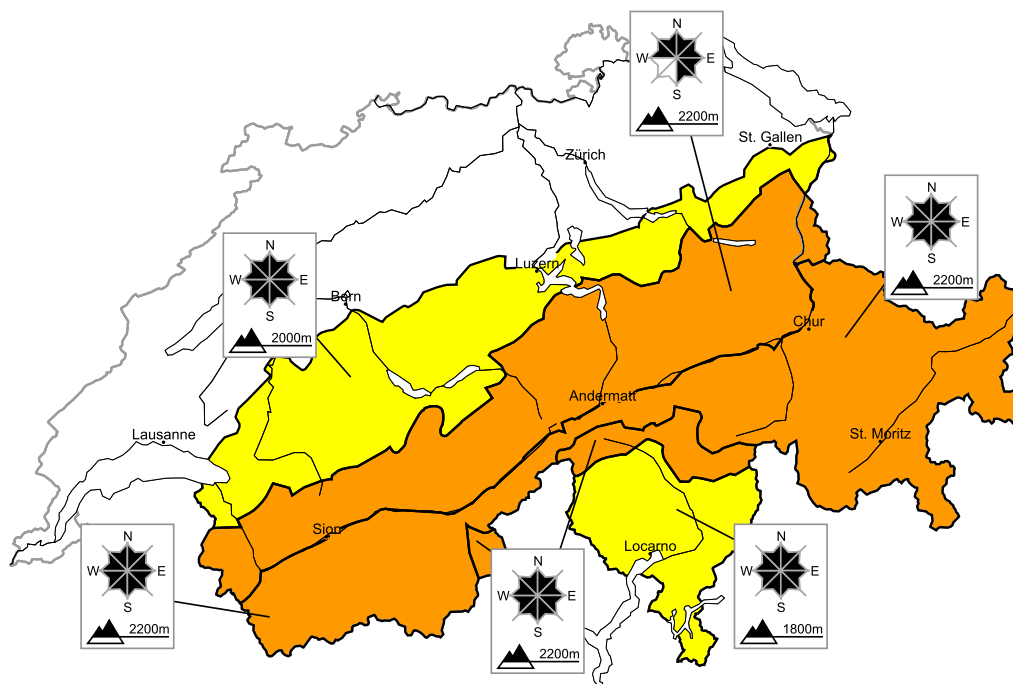 N
W E
S
2200m
St. Gallen
Zürich
N
W E
S
2200m
N
W E
S
2000m
Luzern
Bern
Chur
Andermatt
Lausanne
St. Moritz
Sion
Locarno
N
W E
S
2200m
N
W E
S
2200m
N
W E
S
1800m